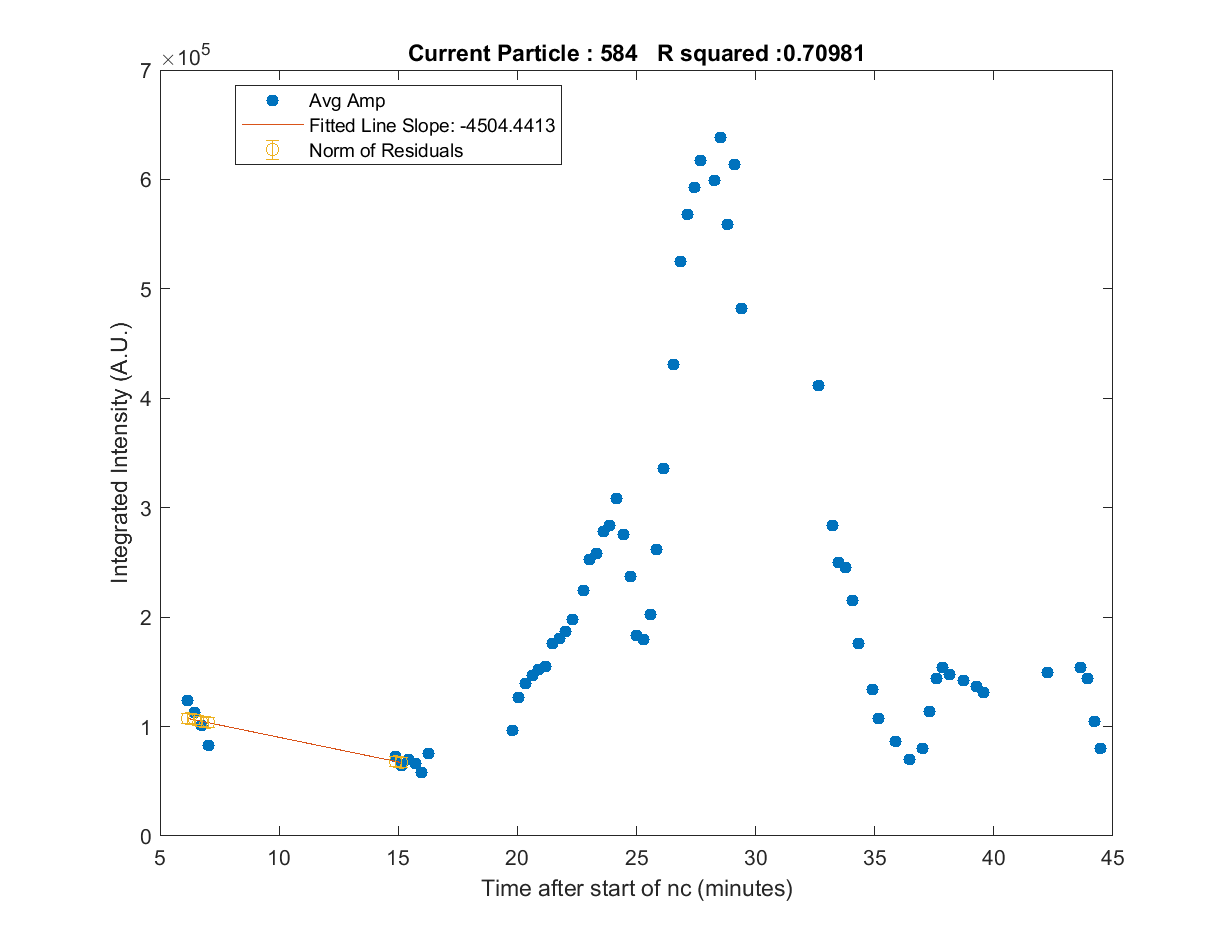 Current Particle : 584   R squared :0.70981
×10^5
7
6
5
4
3
2
1
0
Avg Amp
Fitted Line Slope: -4504.4413
Norm of Residuals
Integrated Intensity (A.U.)
5 10 15 20 25 30 35 40 45
Time after start of nc (minutes)